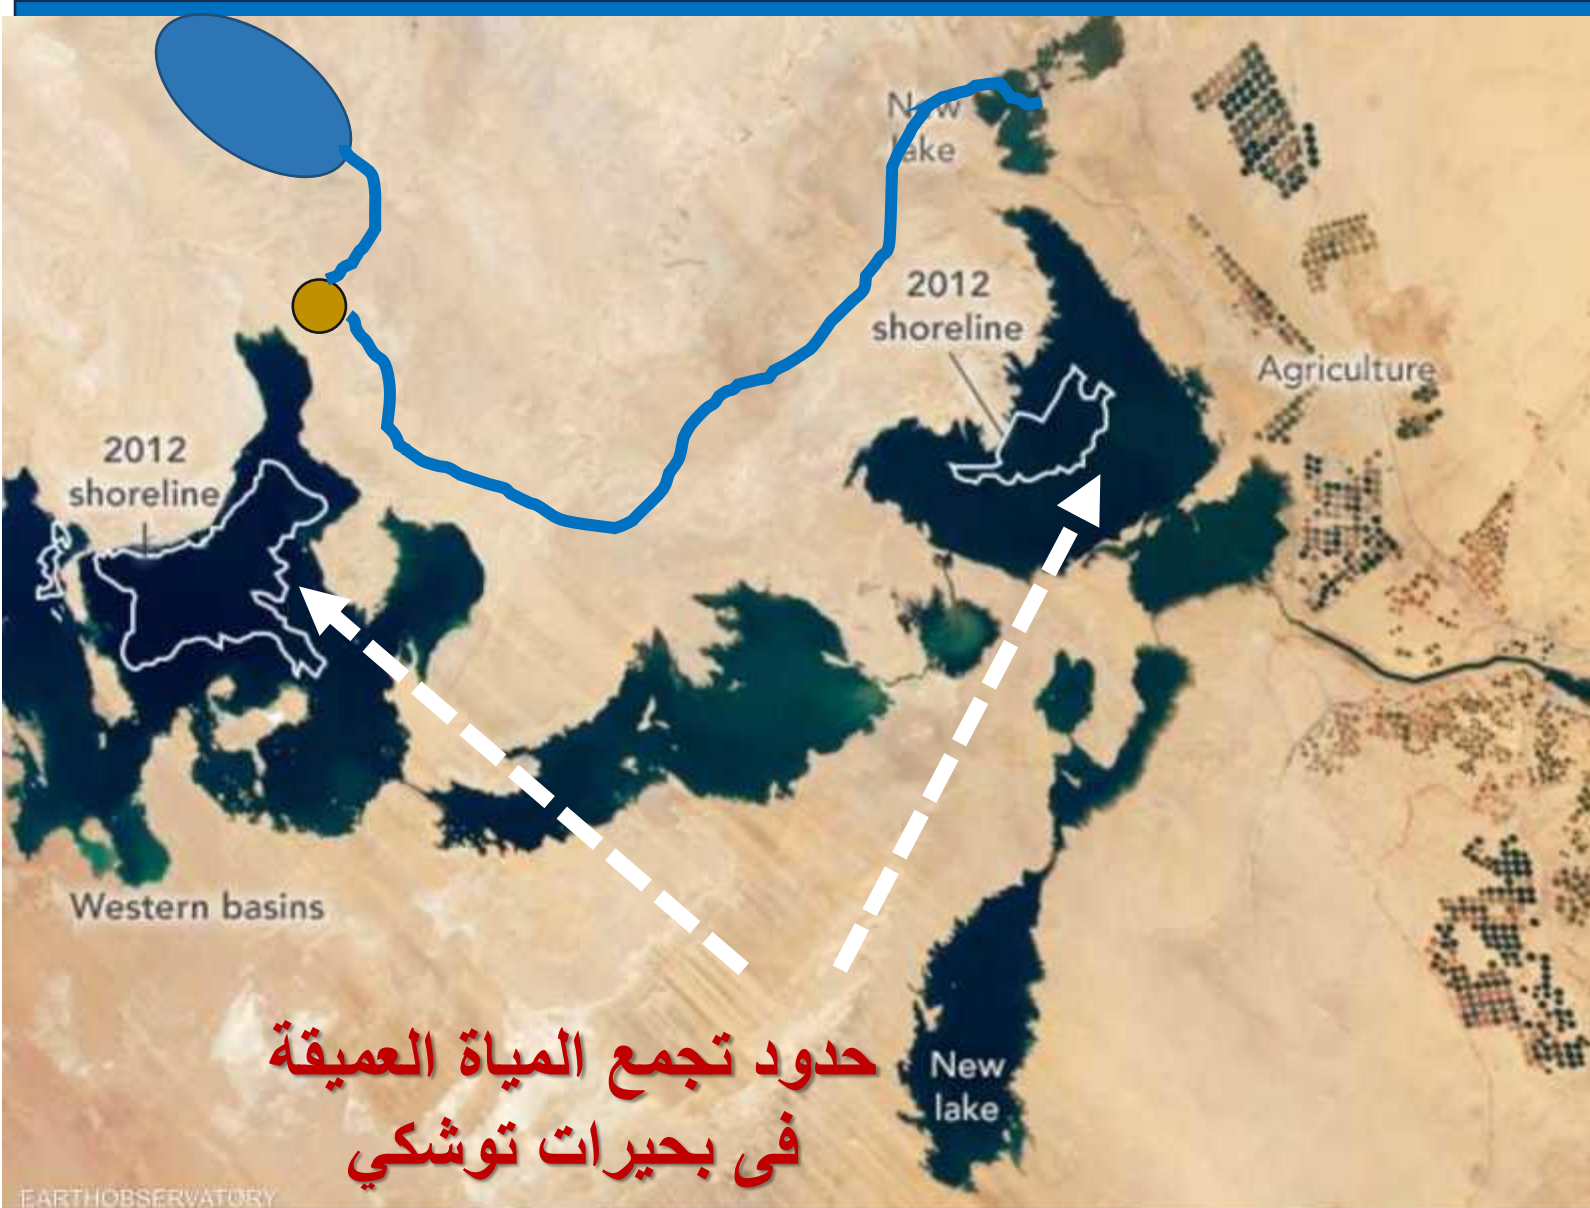 New
lake
2012
shoreline
Agriculture
2012
shoreline
Western basins
حدود تجمع المياة العميقة
فى بحيرات توشكي
New
lake
EARTHOBSERVATORY